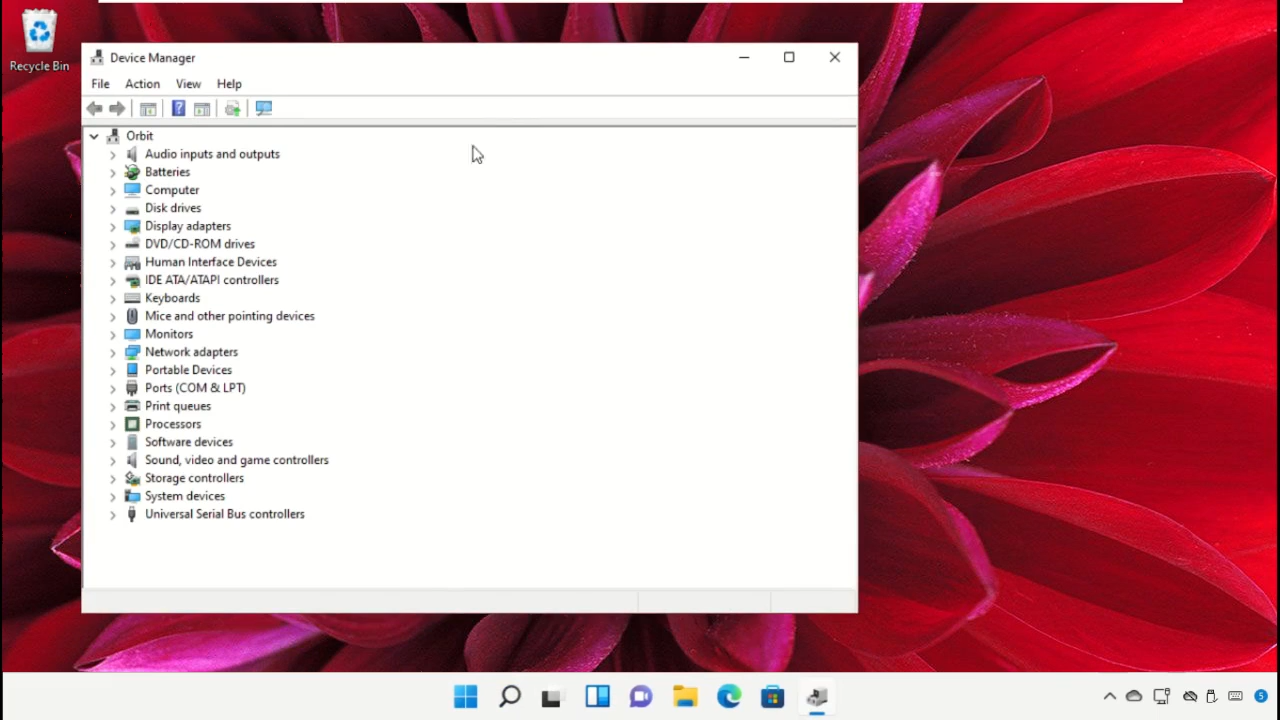 Recycle Bin
Device Manager
File Action View Help
Orbit
Audio inputs and outputs
Batteries
Computer
Disk drives
Display adapters
DVD/CD-ROM drives
Human Interface Devices
IDE ATA/ATAPI controllers
Keyboards
Mice and other pointing devices
Monitors
Network adapters
Portable Devices
Ports (COM & LPT)
Print queues
Processors
Software devices
Sound, video and game controllers
Storage controllers
System devices
Universal Serial Bus controllers
5